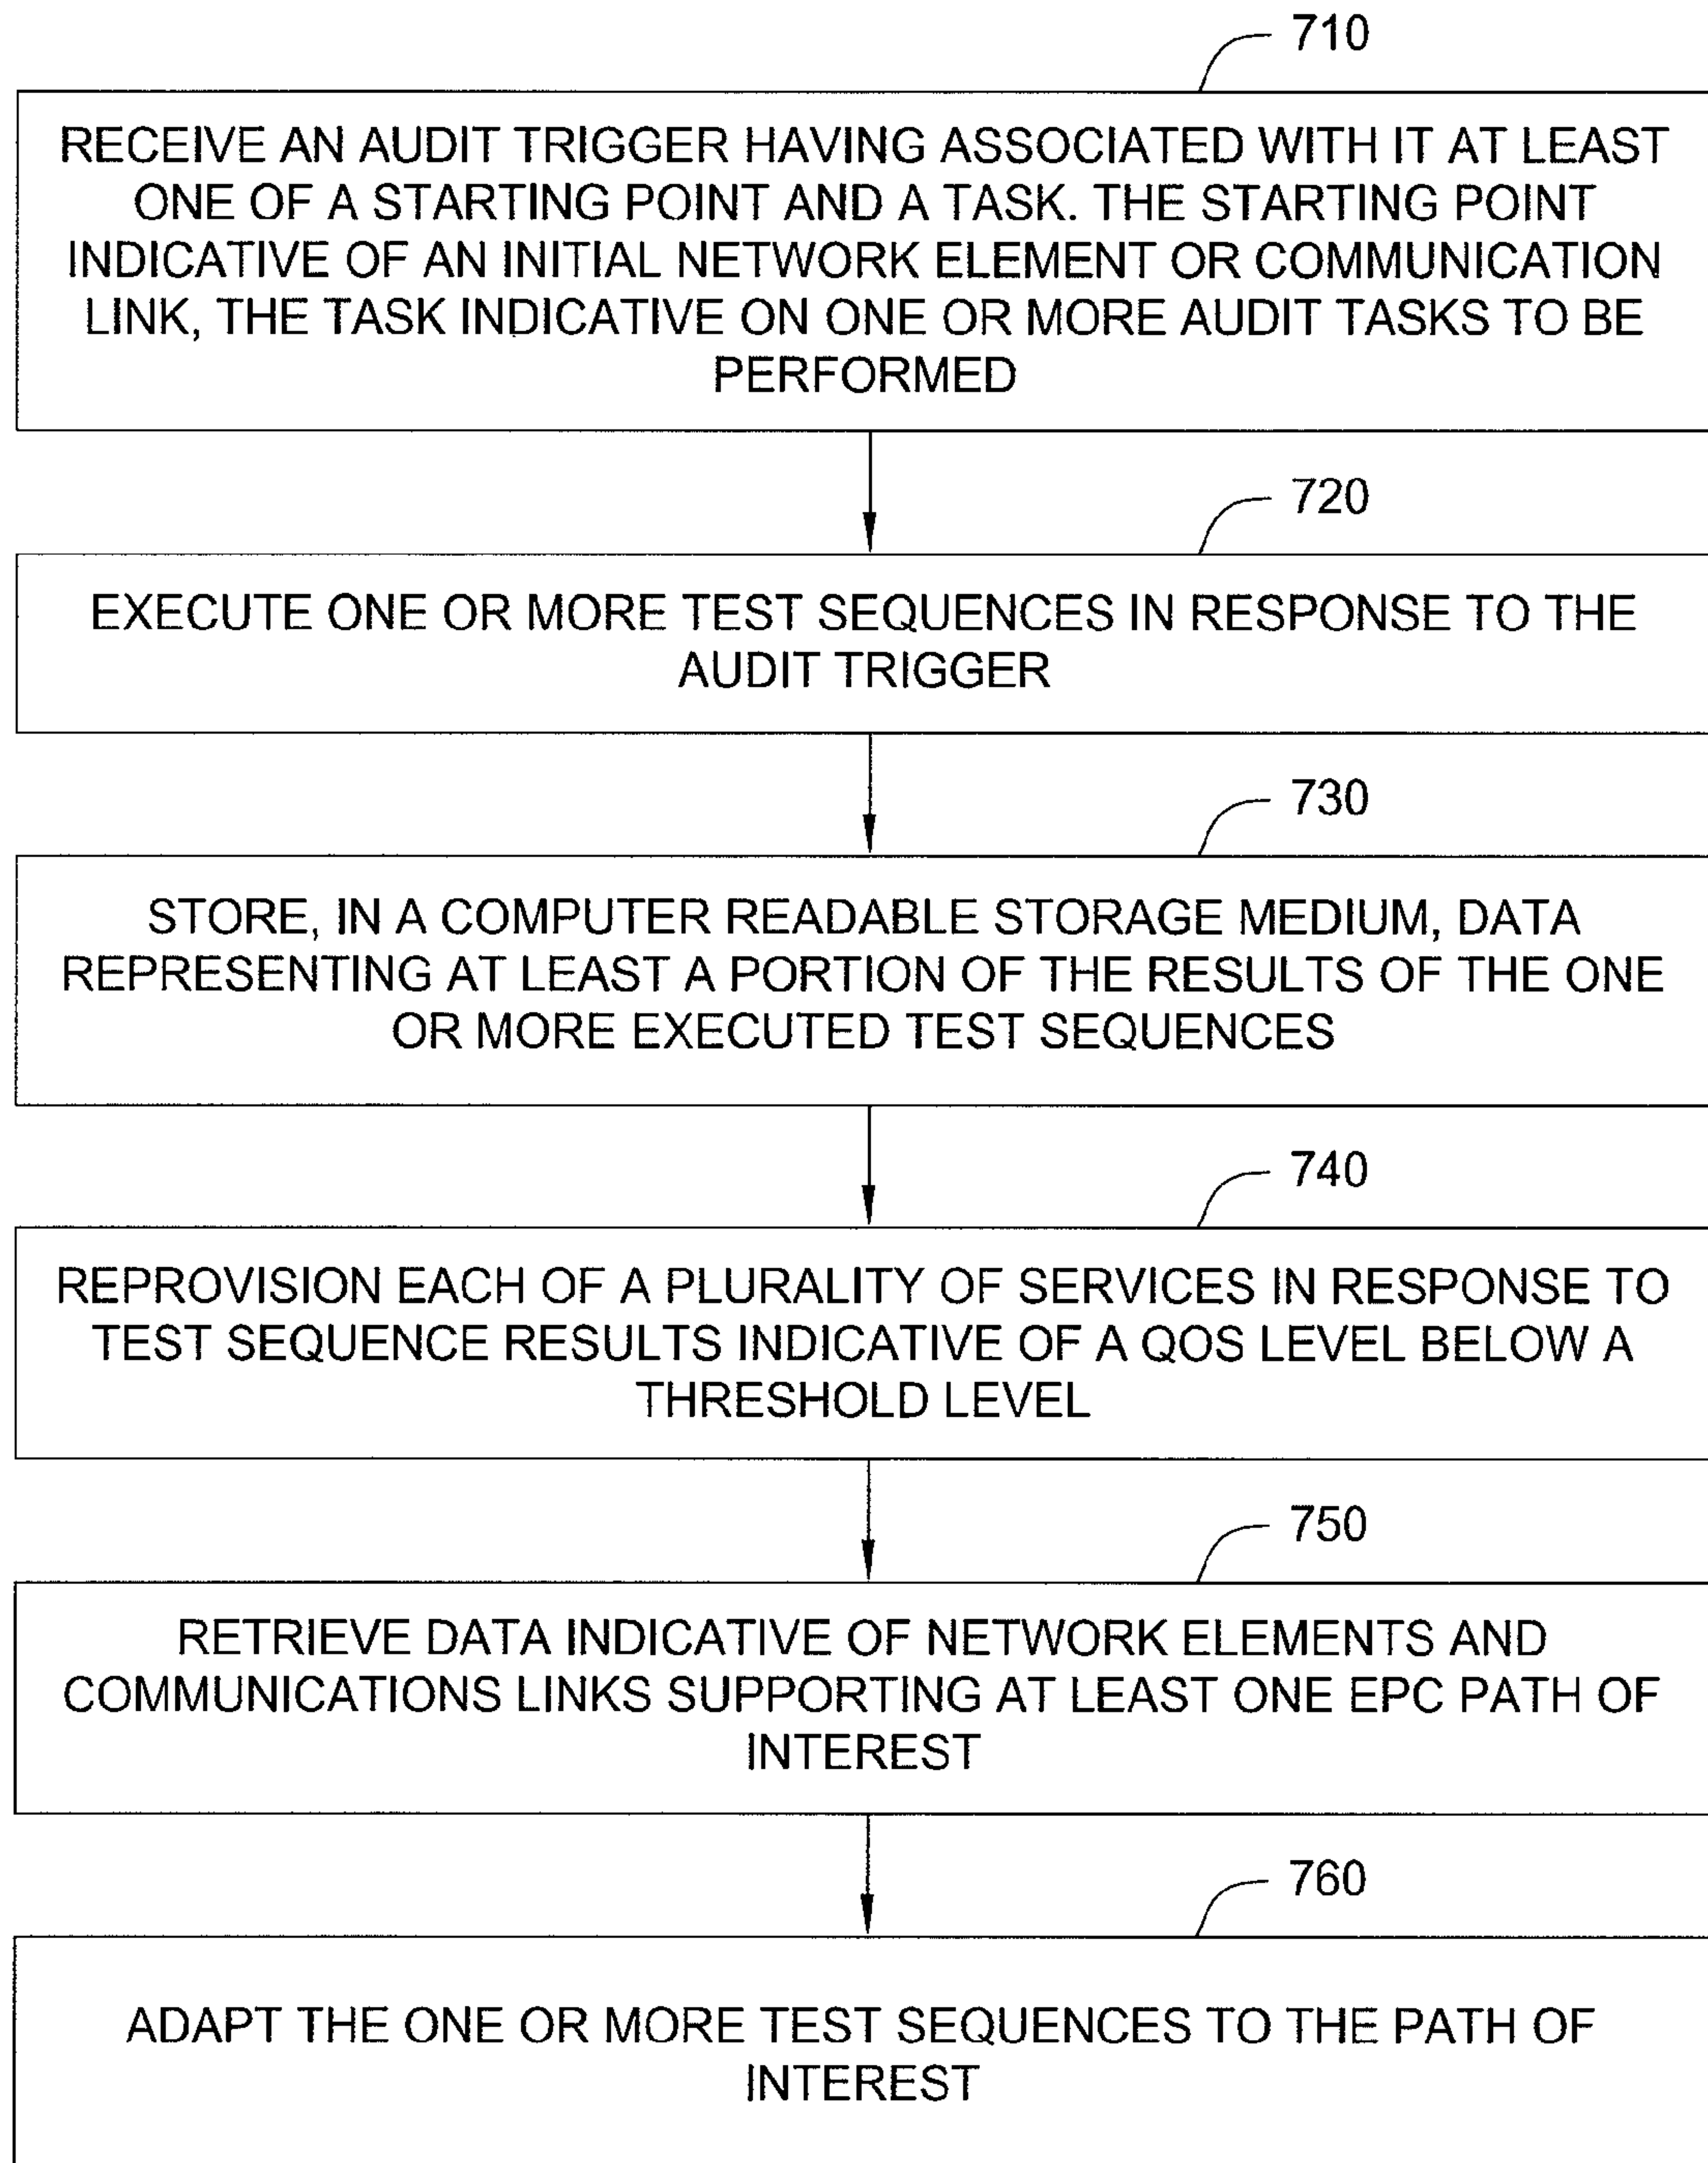 710
RECEIVE AN AUDIT TRIGGER HAVING ASSOCIATED WITH IT AT LEAST
ONE OF A STARTING POINT AND A TASK. THE STARTING POINT
INDICATIVE OF AN INITIAL NETWORK ELEMENT OR COMMUNICATION
LINK, THE TASK INDICATIVE ON ONE OR MORE AUDIT TASKS TO BE
PERFORMED
720
EXECUTE ONE OR MORE TEST SEQUENCES IN RESPONSE TO THE
AUDIT TRIGGER
730
STORE, IN A COMPUTER READABLE STORAGE MEDIUM, DATA
REPRESENTING AT LEAST A PORTION OF THE RESULTS OF THE ONE
OR MORE EXECUTED TEST SEQUENCES
740
REPROVISION EACH OF A PLURALITY OF SERVICES IN RESPONSE TO
TEST SEQUENCE RESULTS INDICATIVE OF A QOS LEVEL BELOW A
THRESHOLD LEVEL
750
RETRIEVE DATA INDICATIVE OF NETWORK ELEMENTS AND
COMMUNICATIONS LINKS SUPPORTING AT LEAST ONE EPC PATH OF
INTEREST
760
ADAPT THE ONE OR MORE TEST SEQUENCES TO THE PATH OF
INTEREST